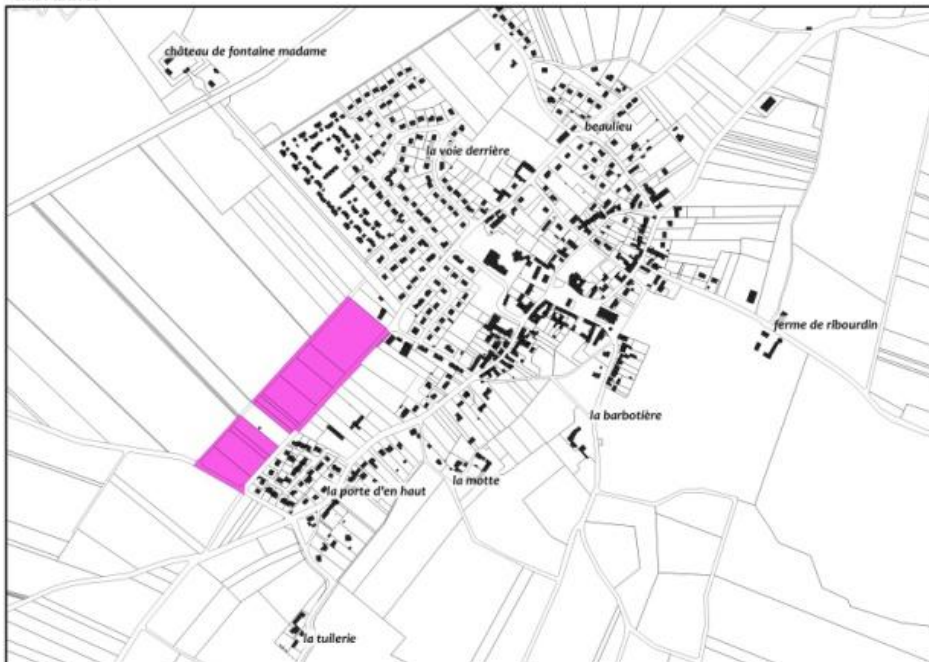 château de fontaine madame
beaulieu
la voie derrière
ferme de ribourdin
la barbotière
la motte
la porte d'en haut
la tuilerie